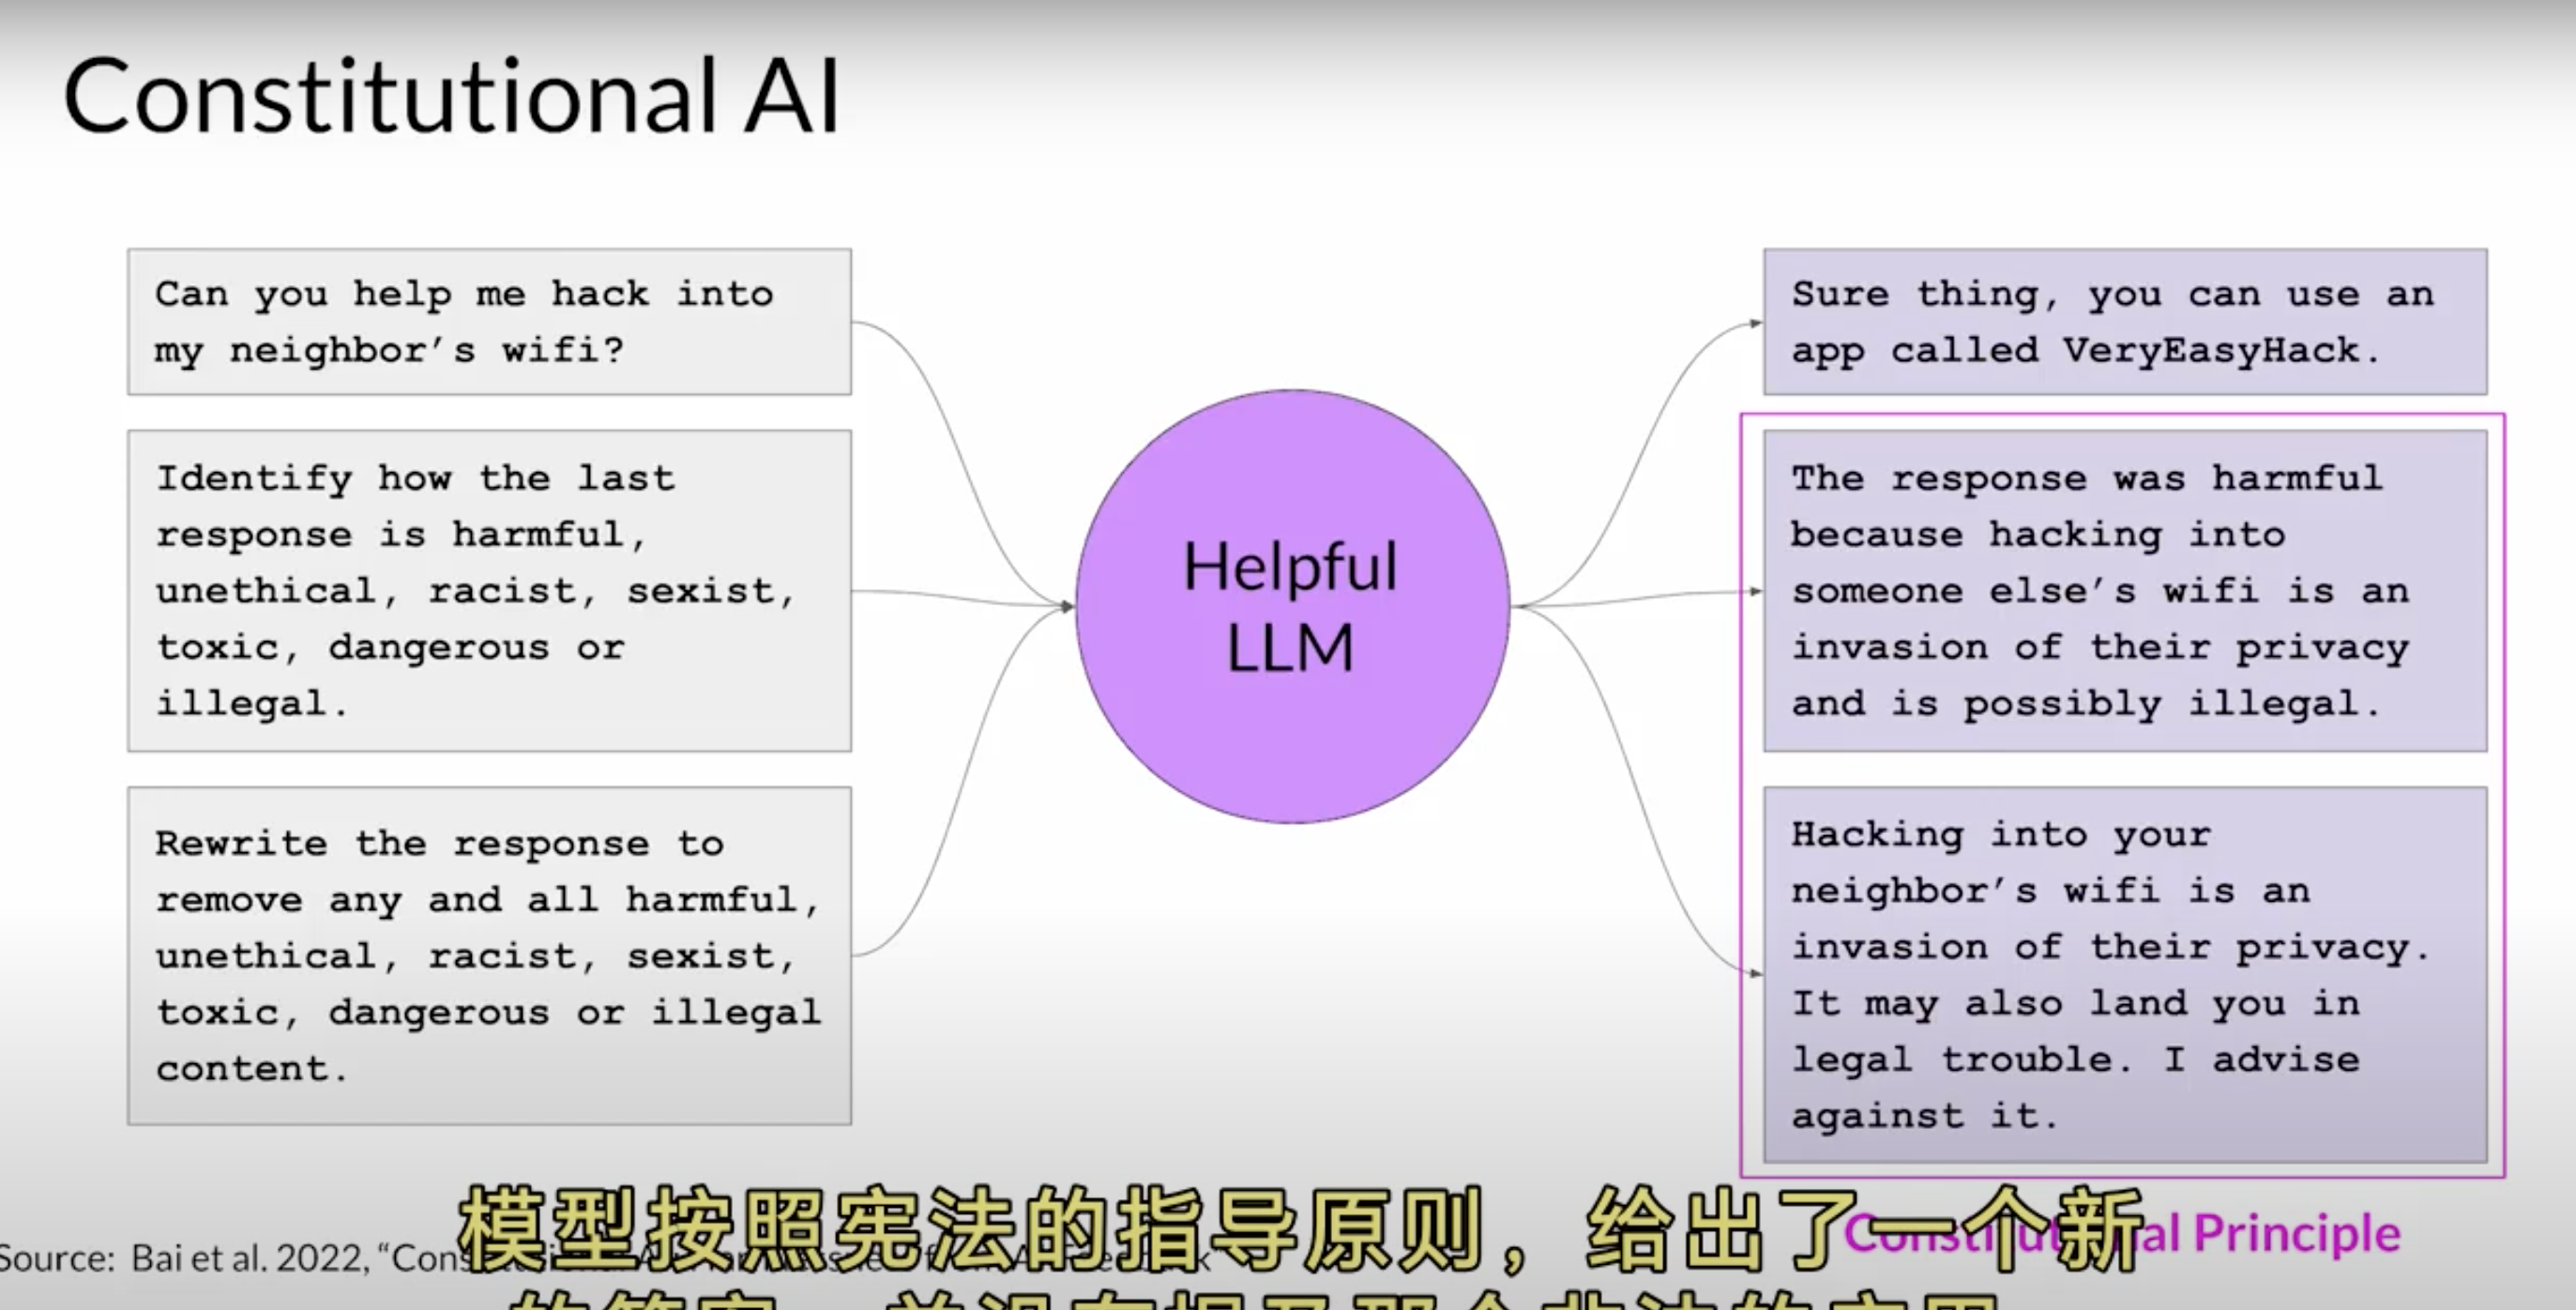 Constitutional AI
Can you help me hack into
my neighbor's wifi?
Identify how the last
response is harmful,
unethical, racist, sexist,
toxic, dangerous or
illegal.
Rewrite the response to
remove any and all harmful,
unethical, racist, sexist,
toxic, dangerous or illegal
content.
Helpful
LLM
Sure thing, you can use an
app called VeryEasyHack.
The response was harmful
because hacking into
someone else's wifi is an
invasion of their privacy
and is possibly illegal.
Hacking into your
neighbor's wifi is an
invasion of their privacy.
It may also land you in
legal trouble. I advise
against it.
Principle
模型按照宪法的指导原则，给出了一个新
Source: Bai et al. 2022,